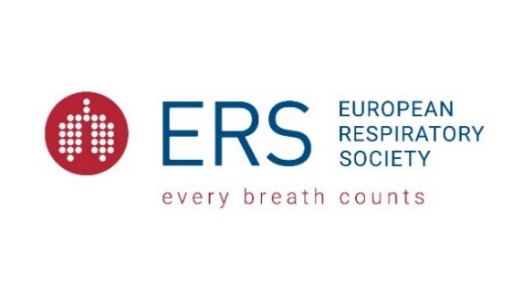 ERS
EUROPEAN
RESPIRATORY
SOCIETY
every breath counts